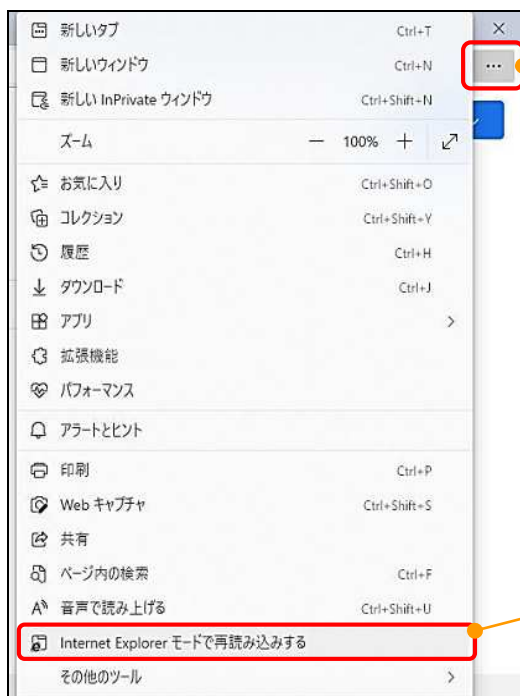 新しいタブ Ctrl+T
新しいウィンドウ Ctrl+N
新しい InPrivate ウィンドウ Ctrl+Shift+N
ズーム — 100% +
お気に入り Ctrl+Shift+O
コレクション Ctrl+Shift+Y
履歴 Ctrl+H
ダウンロード Ctrl+J
アプリ
拡張機能
パフォーマンス
アラートとヒント
印刷 Ctrl+P
Web キャプチャ Ctrl+Shift+S
共有
ページ内の検索 Ctrl+F
音声で読み上げる Ctrl+Shift+U
Internet Explorer モードで再読み込みする
その他のツール